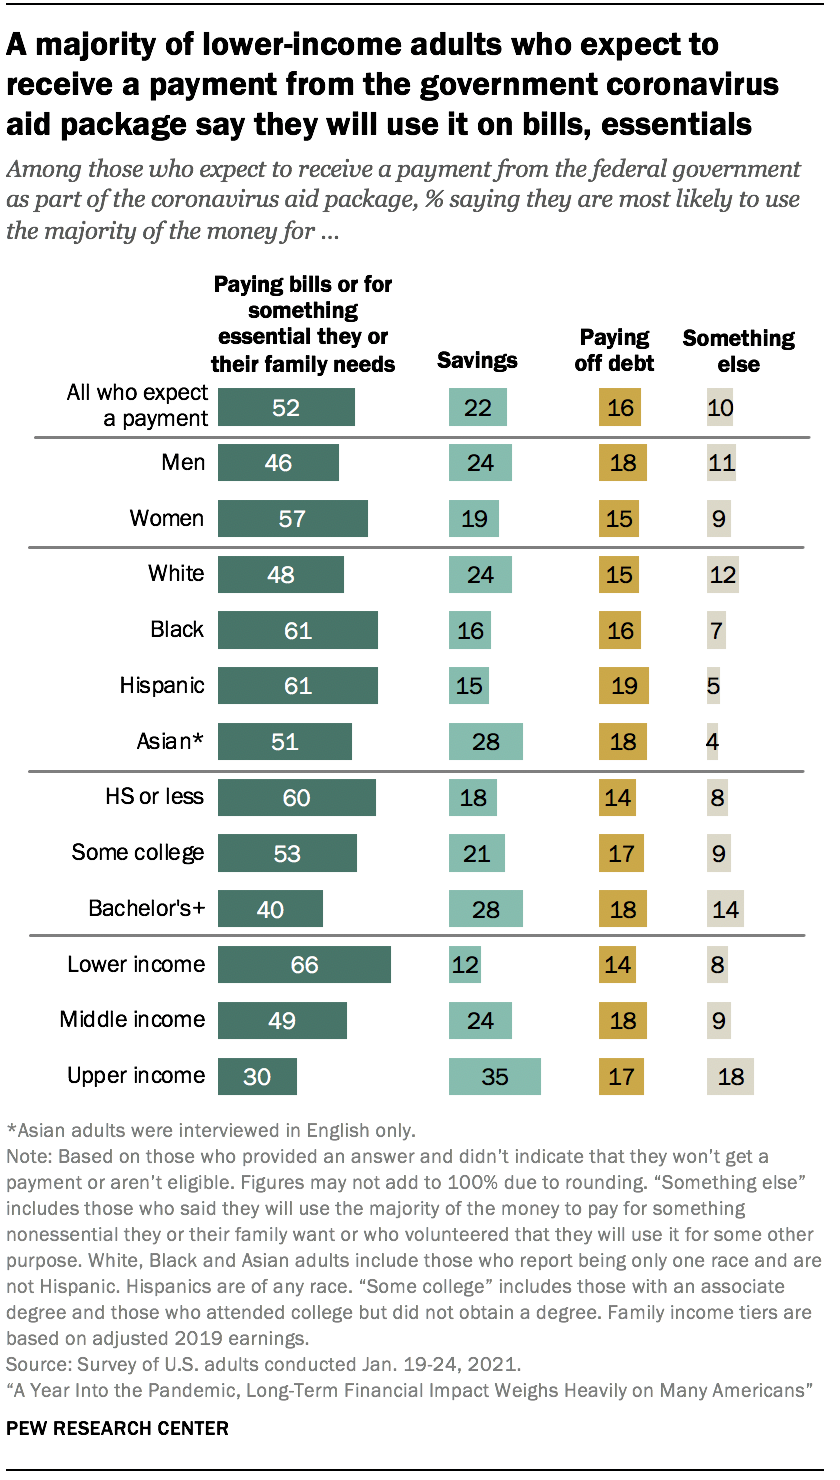 A majority of lower-income adults who expect to
receive a payment from the government coronavirus
aid package say they will use it on bills, essentials
Among those who expect to receive a payment from the federal government
as part of the coronavirus aid package, % saying they are most likely to use
the majority of the money for ...
Paying bills or for
something
essential they or
their family needs
Savings
Paying
off debt
Something
else
All who expect
a payment
52 22 16 10
Men 46 24 18 11
Women 57 19 15 9
White 48 24 15 12
Black 61 16 16 7
Hispanic 61 15 19 5
Asian* 51 28 18 4
HS or less 60 18 14 8
Some college 53 21 17 9
Bachelor's+ 40 28 18 14
Lower income 66 12 14 8
Middle income 49 24 18 9
Upper income 30 35 17 18
*Asian adults were interviewed in English only.
Note: Based on those who provided an answer and didn’t indicate that they won’t get a
payment or aren’t eligible. Figures may not add to 100% due to rounding. “Something else”
includes those who said they will use the majority of the money to pay for something
nonessential they or their family want or who volunteered that they will use it for some other
purpose. White, Black and Asian adults include those who report being only one race and are
not Hispanic. Hispanics are of any race. “Some college” includes those with an associate
degree and those who attended college but did not obtain a degree. Family income tiers are
based on adjusted 2019 earnings.
Source: Survey of U.S. adults conducted Jan. 19-24, 2021.
“A Year Into the Pandemic, Long-Term Financial Impact Weighs Heavily on Many Americans”
PEW RESEARCH CENTER